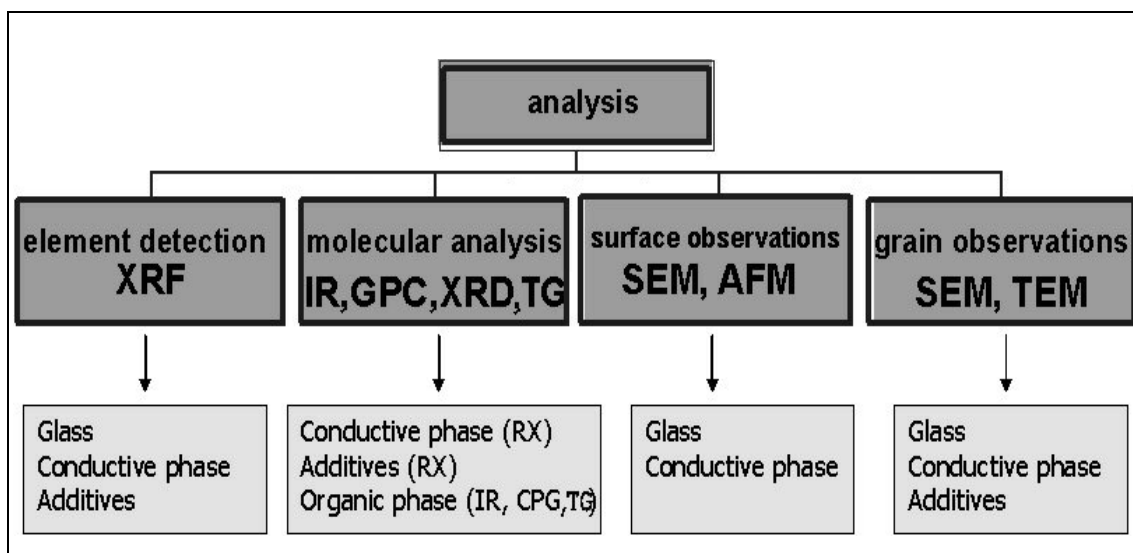 analysis
element detection
XRF
molecular analysis
IR,GPC,XRD,TG
surface observations
SEM, AFM
grain observations
SEM, TEM
Glass
Conductive phase
Additives
Conductive phase (RX)
Additives (RX)
Organic phase (IR, CPG,TG)
Glass
Conductive phase
Glass
Conductive phase
Additives